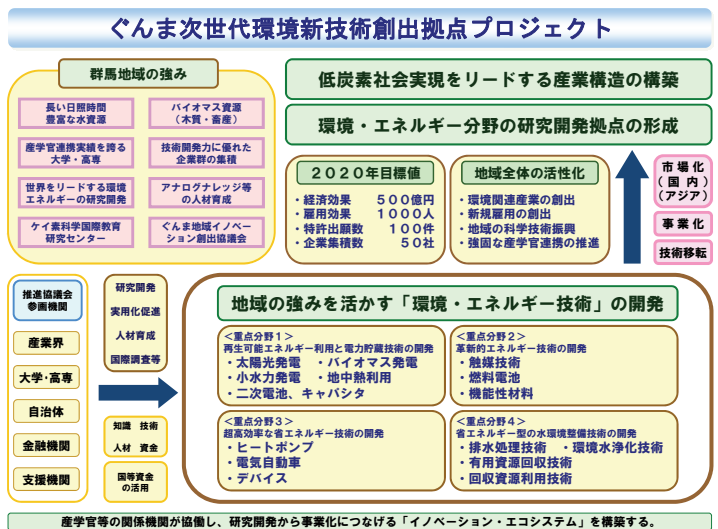 ぐんま次世代環境新技術創出拠点プロジェクト
群馬地域の強み
長い日照時間
豊富な水資源
バイオマス資源
（木質・畜産）
産学官連携実績を誇る
大学・高専
技術開発力に優れた
企業群の集積
世界をリードする環境
エネルギーの研究開発
アナログナレッジ等
の人材育成
ケイ素科学国際教育
研究センター
ぐんま地域イノベー
ション創出協議会
低炭素社会実現をリードする産業構造の構築
環境・エネルギー分野の研究開発拠点の形成
２０２０年目標値
・経済効果　５００億円
・雇用効果　１０００人
・特許出願数　１００件
・企業集積数　５０社
地域全体の活性化
・環境関連産業の創出
・新規雇用の創出
・地域の科学技術振興
・強固な産学官連携の推進
市場化
（国内）
（アジア）
事業化
技術移転
推進協議会
参画機関
産業界
大学・高専
自治体
金融機関
支援機関
研究開発
実用化促進
人材育成
国際調査等
知識　技術
人材　資金
国等資金
の活用
地域の強みを活かす「環境・エネルギー技術」の開発
＜重点分野１＞
再生可能エネルギー利用と電力貯蔵技術の開発
・太陽光発電　・バイオマス発電
・小水力発電　・地中熱利用
・二次電池、キャパシタ
＜重点分野２＞
革新的エネルギー技術の開発
・触媒技術
・燃料電池
・機能性材料
＜重点分野３＞
超高効率な省エネルギー技術の開発
・ヒートポンプ
・電気自動車
・デバイス
＜重点分野４＞
省エネルギー型の水環境整備技術の開発
・排水処理技術　・環境水浄化技術
・有用資源回収技術
・回収資源利用技術
産学官等の関係機関が協働し、研究開発から事業化につなげる「イノベーション・エコシステム」を構築する。